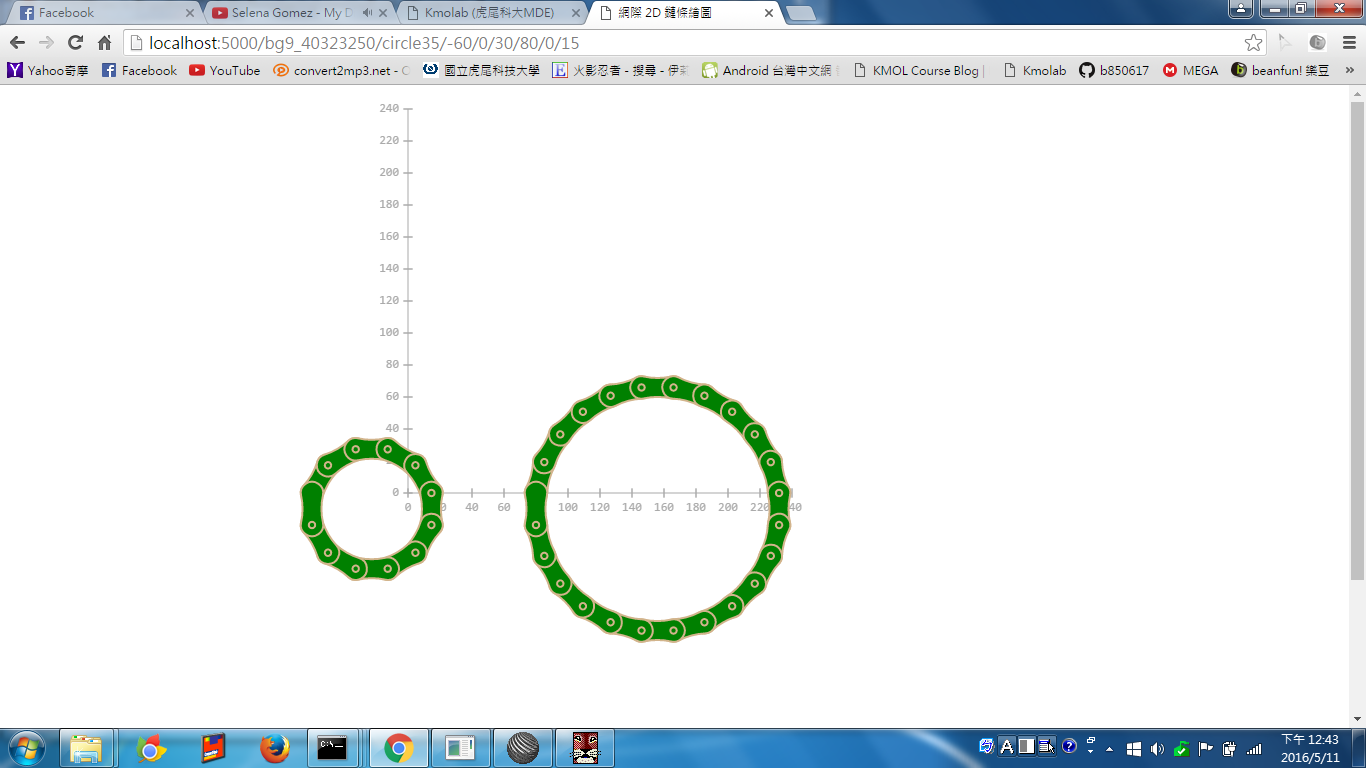 Facebook
Selena Gomez - My D
Kmolab (虎尾科大MDE)
網際 2D 鏈條繪圖
localhost:5000/bg9_40323250/circle35/-60/0/30/80/0/15
Yahoo奇摩
Facebook
YouTube
convert2mp3.net - C
國立虎尾科技大學
火影忍者 - 搜尋 - 伊莉
Android 台灣中文網
KMOL Course Blog |
Kmolab
b850617
MEGA
beanfun! 樂豆
»
240
220
200
180
160
140
120
100
80
60
40
0
0 40 60 100 120 140 160 180 200 220 40
C:\
A
下午 12:43
2016/5/11